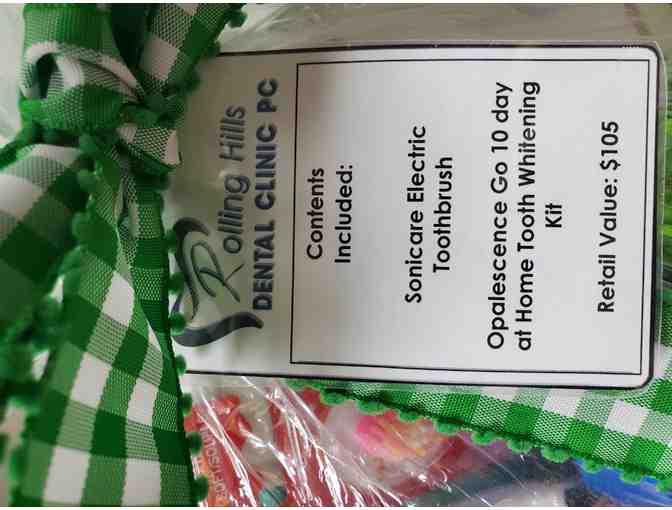 Rolling Hills
DENTAL CLINIC PC
Contents
Included:
Sonicare Electric
Toothbrush
Opalescence Go 10 day
at Home Tooth Whitening
Kit
Retail Value: $105